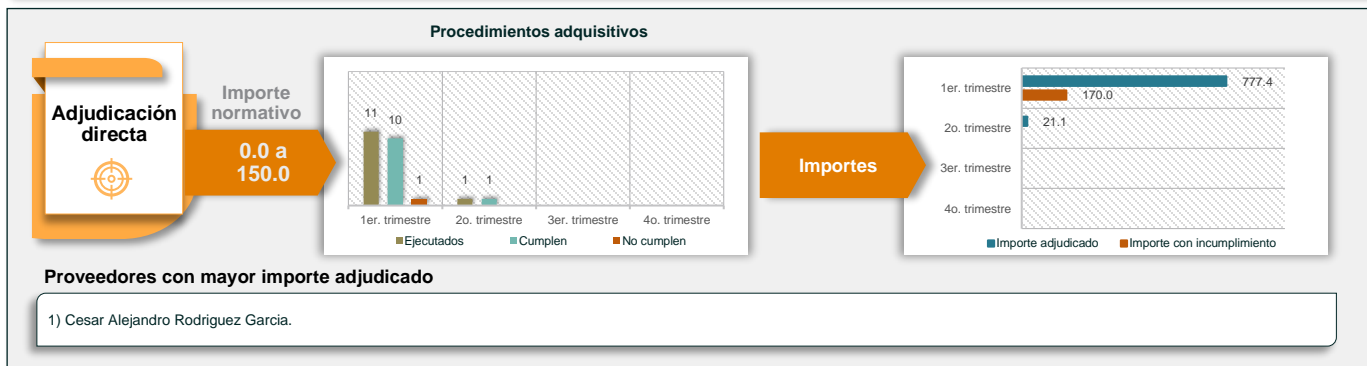 Procedimientos adquisitivos
Adjudicación
directa
Importe
normativo
0.0 a
150.0
11
10
1
1
1
1er. trimestre
2o. trimestre
3er. trimestre
4o. trimestre
Ejecutados
Cumplen
No cumplen
Importes
1er. trimestre
777.4
170.0
2o. trimestre
21.1
3er. trimestre
4o. trimestre
Importe adjudicado
Importe con incumplimiento
Proveedores con mayor importe adjudicado
1) Cesar Alejandro Rodriguez Garcia.